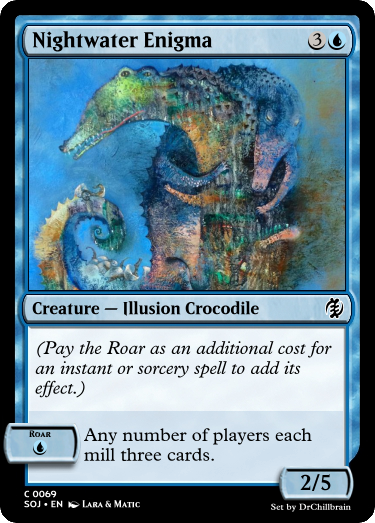 Nightwater Enigma 3
Creature — Illusion Crocodile
(Pay the Roar as an additional cost for
an instant or sorcery spell to add its
effect.)
Roar
Any number of players each
mill three cards.
2/5
C 0069
SOJ • EN Lara & Matic
Set by DrChillbrain